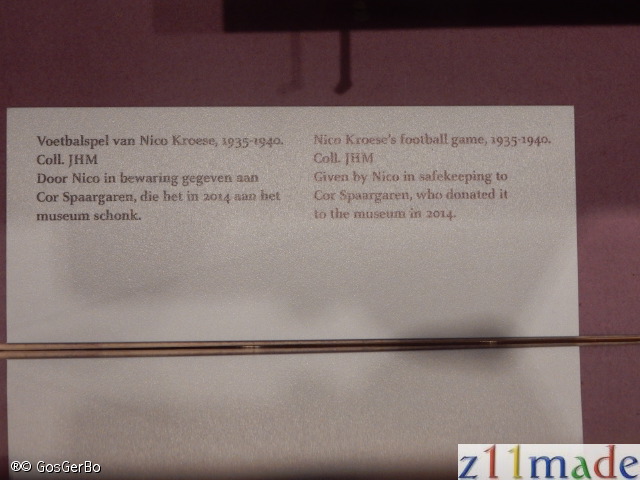 Voetbalspel van Nico Kroese, 1935-1940.
Coll. JHM
Door Nico in bewaring gegeven aan
Cor Spaargaren, die het in 2014 aan het
museum schonk.
Nico Kroese's football game, 1935-1940.
Coll. JHM
Given by Nico in safekeeping to
Cor Spaargaren, who donated it
to the museum in 2014.
®© GosGerBo
z11made